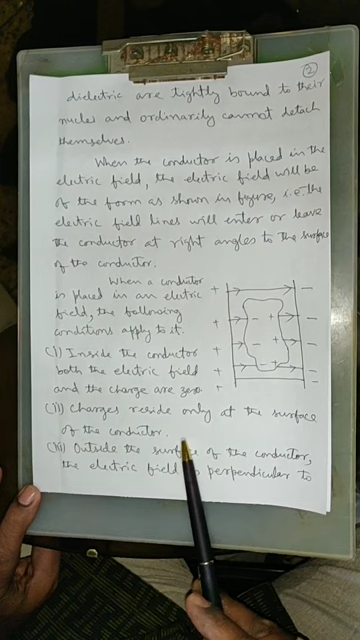 ②
dielectric are tightly bound to their
nuclei and ordinarily cannot detach
themselves.
When the conductor is placed in the
electric field, the electric field will be
of the form as shown in figure, i.e. the
electric field lines will enter or leave
the conductor at right angles to the surface
of the conductor.
When a conductor
is placed in an electric
field, the following
conditions apply to it.
(i) Inside the conductor
both the electric field
and the charge are zero
(ii) Charges reside only at the surface
of the conductor.
(iii) Outside the surface of the conductor,
the electric field is perpendicular to
+ −
+ − + −
+ − + −
+ − + −
+ −